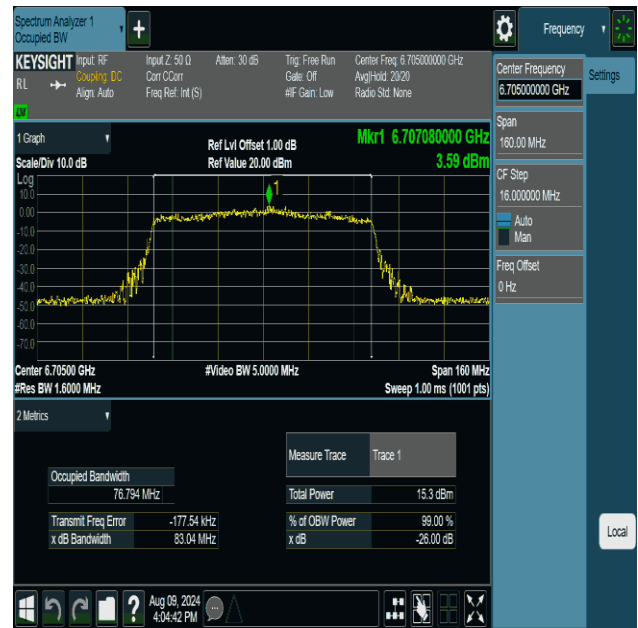 Spectrum Analyzer 1
Occupied BW
Frequency
KEYSIGHT Input: RF Input Z: 50 Ω Atten: 30 dB Trig: Free Run Center Freq: 6.705000000 GHz
RL Coupling: DC Corr CCorr Gate: Off Avg|Hold: 20/20
Align: Auto Freq Ref: Int (S) #IF Gain: Low Radio Std: None
Center Frequency
6.705000000 GHz
Settings
Span
160.00 MHz
CF Step
16.000000 MHz
Auto
Man
Freq Offset
0 Hz
1 Graph
Ref Lvl Offset 1.00 dB
Mkr1 6.707080000 GHz
Scale/Div 10.0 dB
Ref Value 20.00 dBm
3.59 dBm
Log
10.0
0.00
-10.0
-20.0
-30.0
-40.0
-50.0
-60.0
-70.0
1
Center 6.70500 GHz #Video BW 5.0000 MHz Span 160 MHz
#Res BW 1.6000 MHz Sweep 1.00 ms (1001 pts)
2 Metrics
Measure Trace Trace 1
Occupied Bandwidth
76.794 MHz
Total Power 15.3 dBm
Transmit Freq Error -177.54 kHz
% of OBW Power 99.00 %
x dB Bandwidth 83.04 MHz
x dB -26.00 dB
Local
Aug 09, 2024
4:04:42 PM